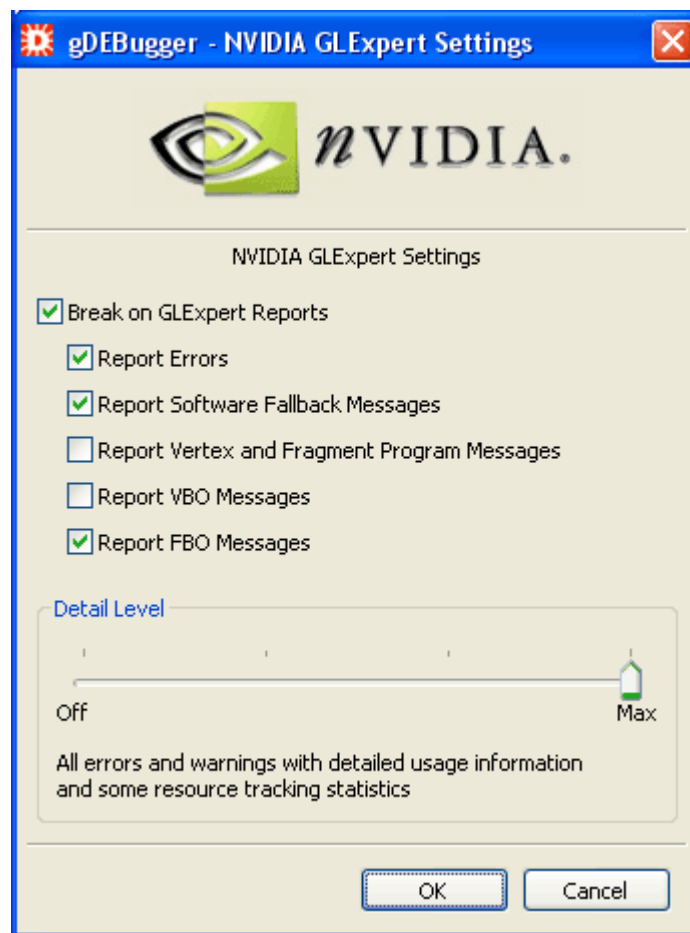 gDEBugger - NVIDIA GLExpert Settings
nVIDIA.
NVIDIA GLExpert Settings
Break on GLExpert Reports
Report Errors
Report Software Fallback Messages
Report Vertex and Fragment Program Messages
Report VBO Messages
Report FBO Messages
Detail Level
Off Max
All errors and warnings with detailed usage information
and some resource tracking statistics
OK Cancel